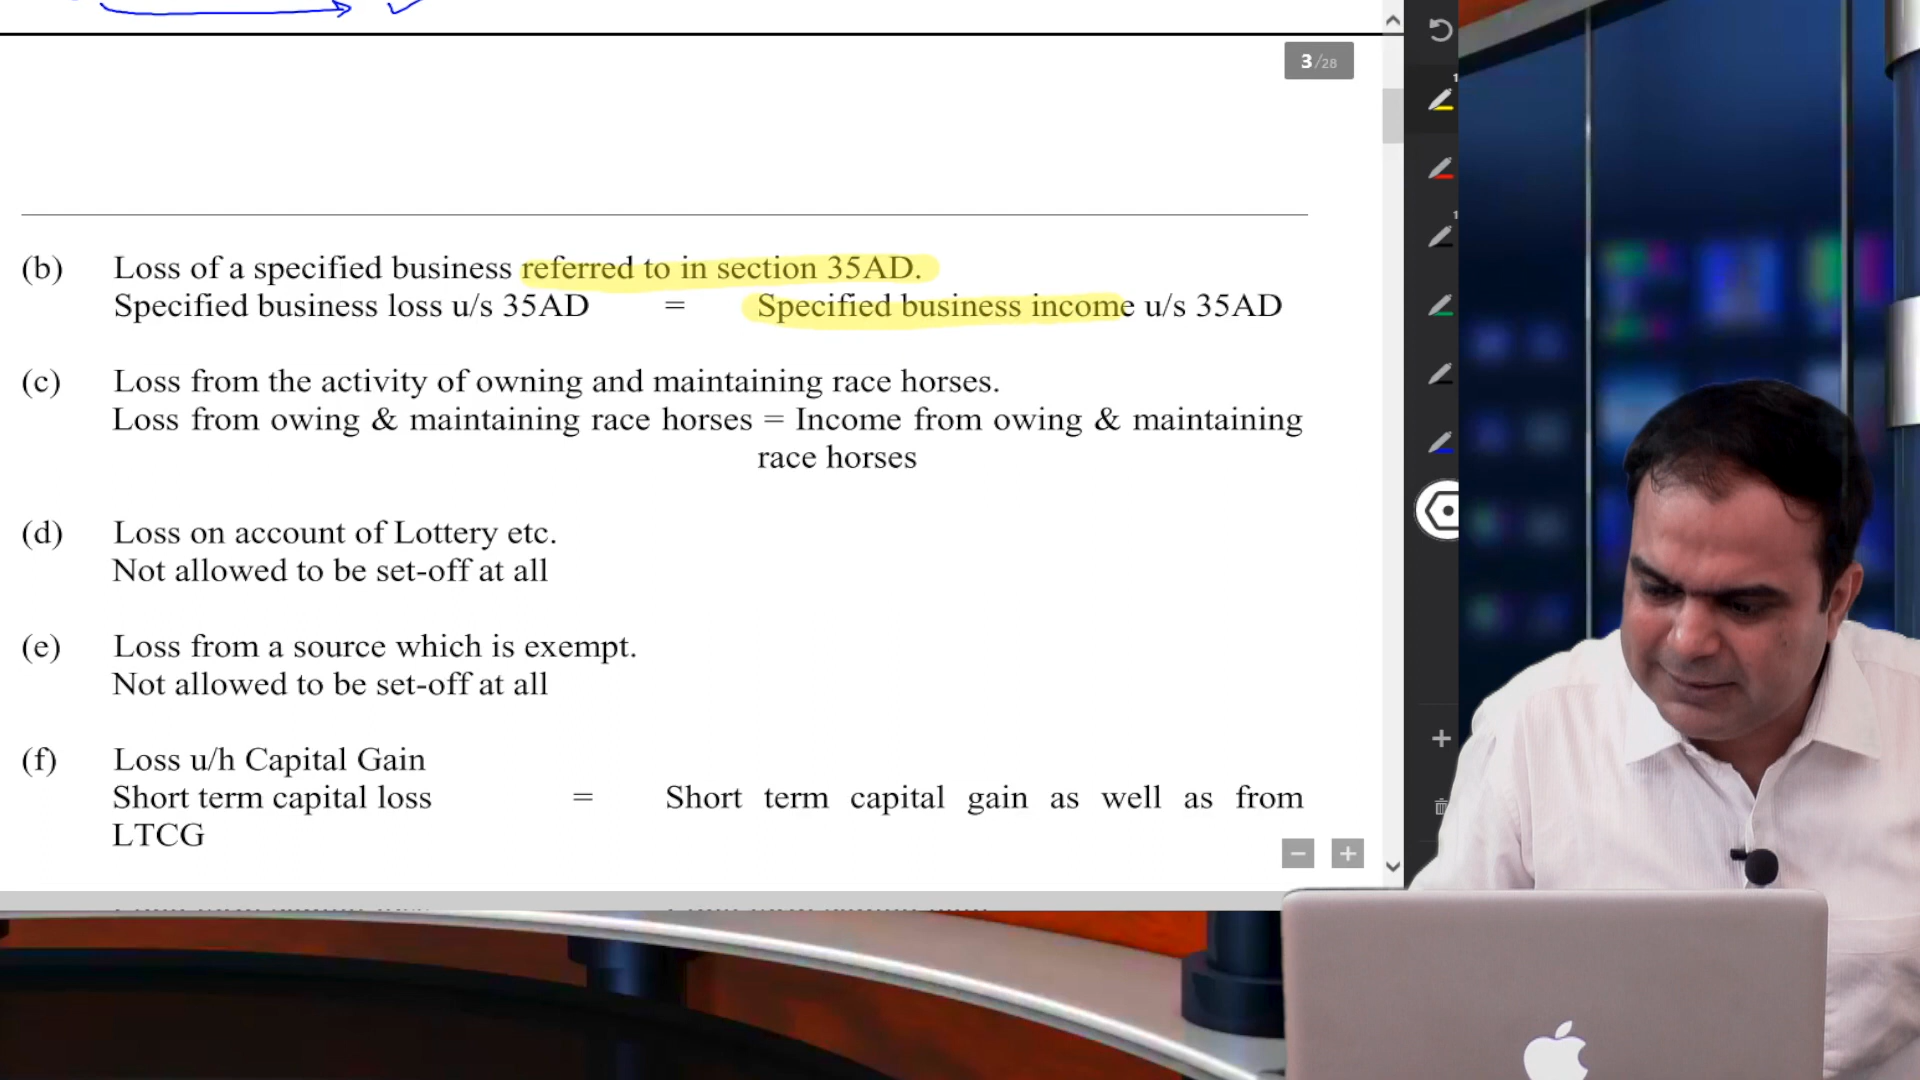 3/28
(b) Loss of a specified business referred to in section 35AD.
Specified business loss u/s 35AD = Specified business income u/s 35AD
(c) Loss from the activity of owning and maintaining race horses.
Loss from owing & maintaining race horses = Income from owing & maintaining
race horses
(d) Loss on account of Lottery etc.
Not allowed to be set-off at all
(e) Loss from a source which is exempt.
Not allowed to be set-off at all
(f) Loss u/h Capital Gain
Short term capital loss = Short term capital gain as well as from
LTCG